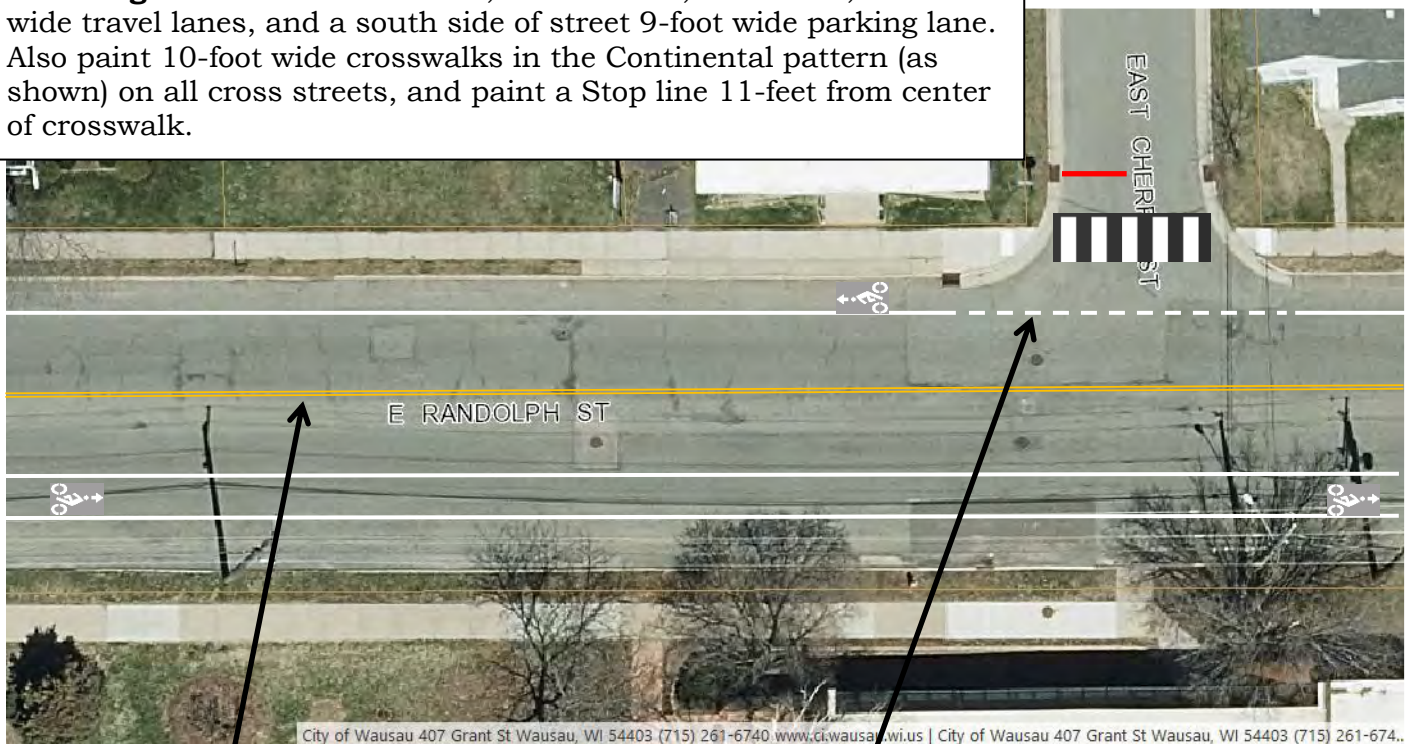 wide travel lanes, and a south side of street 9-foot wide parking lane.
Also paint 10-foot wide crosswalks in the Continental pattern (as
shown) on all cross streets, and paint a Stop line 11-feet from center
of crosswalk.
EAST CHERRY ST
E RANDOLPH ST
City of Wausau 407 Grant St Wausau, WI 54403 (715) 261-6740 www.ci.wausau.wi.us | City of Wausau 407 Grant St Wausau, WI 54403 (715) 261-674..